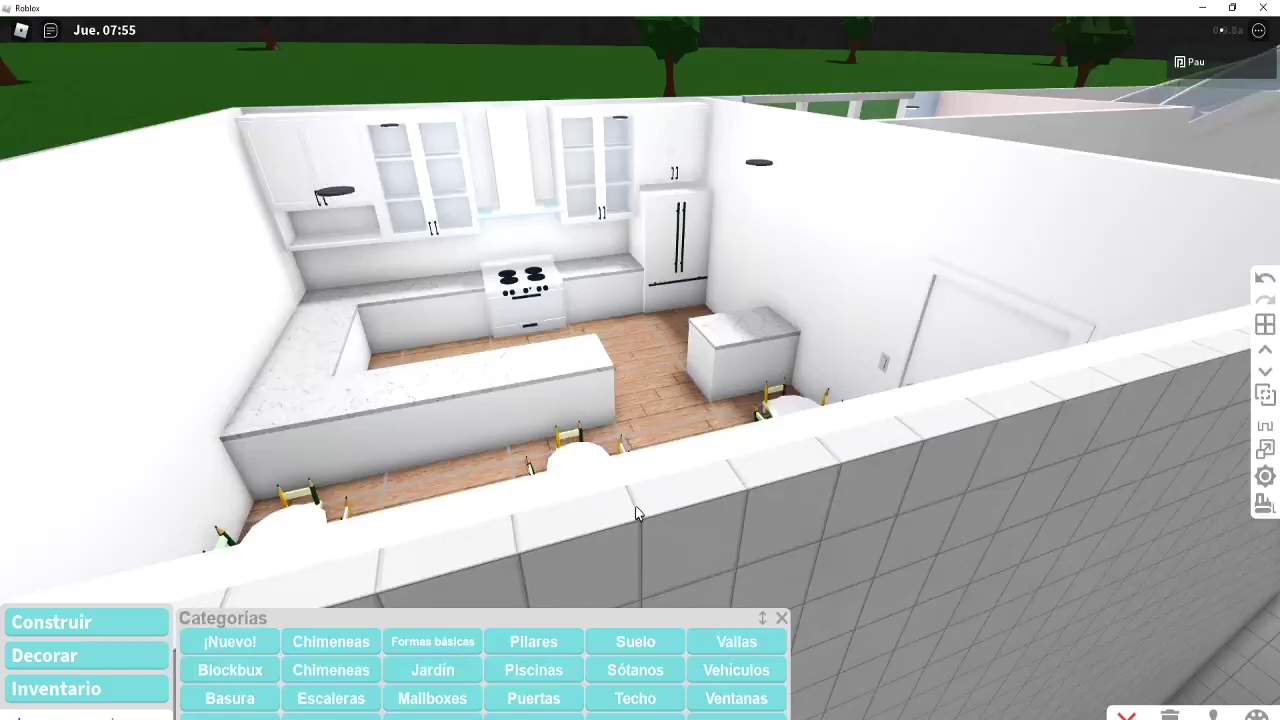 Roblox
Jue. 07:55
Pau
Construir
Decorar
Inventario
Categorías
¡Nuevo! Chimeneas Formas básicas Pilares Suelo Vallas
Blockbux Chimeneas Jardín Piscinas Sótanos Vehículos
Basura Escaleras Mallboxes Puertas Techo Ventanas